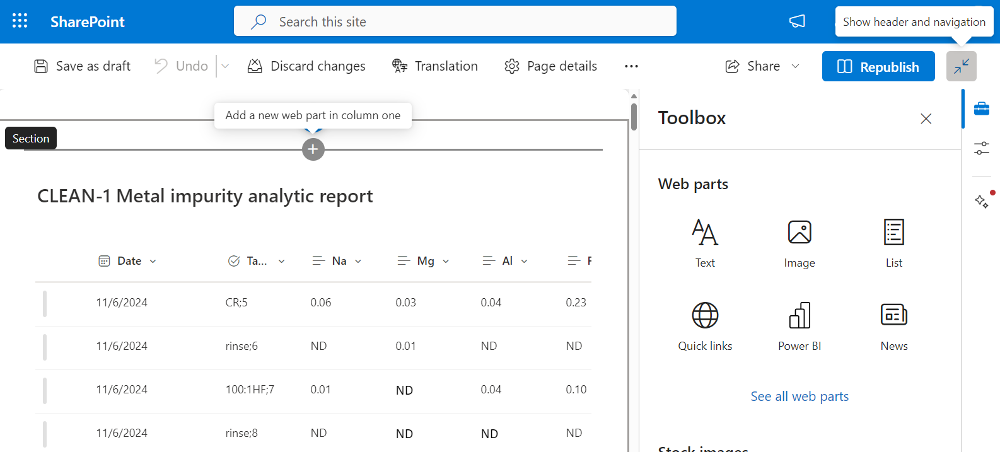 SharePoint
Search this site
Show header and navigation
Save as draft
Undo
Discard changes
Translation
Page details
Share
Republish
Add a new web part in column one
Section
CLEAN-1 Metal impurity analytic report
Date Ta... Na Mg Al
11/6/2024 CR;5 0.06 0.03 0.04 0.23
11/6/2024 rinse;6 ND 0.01 ND ND
11/6/2024 100:1HF;7 0.01 ND 0.04 0.10
11/6/2024 rinse;8 ND ND ND ND
Toolbox
Web parts
Text Image List
Quick links Power BI News
See all web parts
Stock images